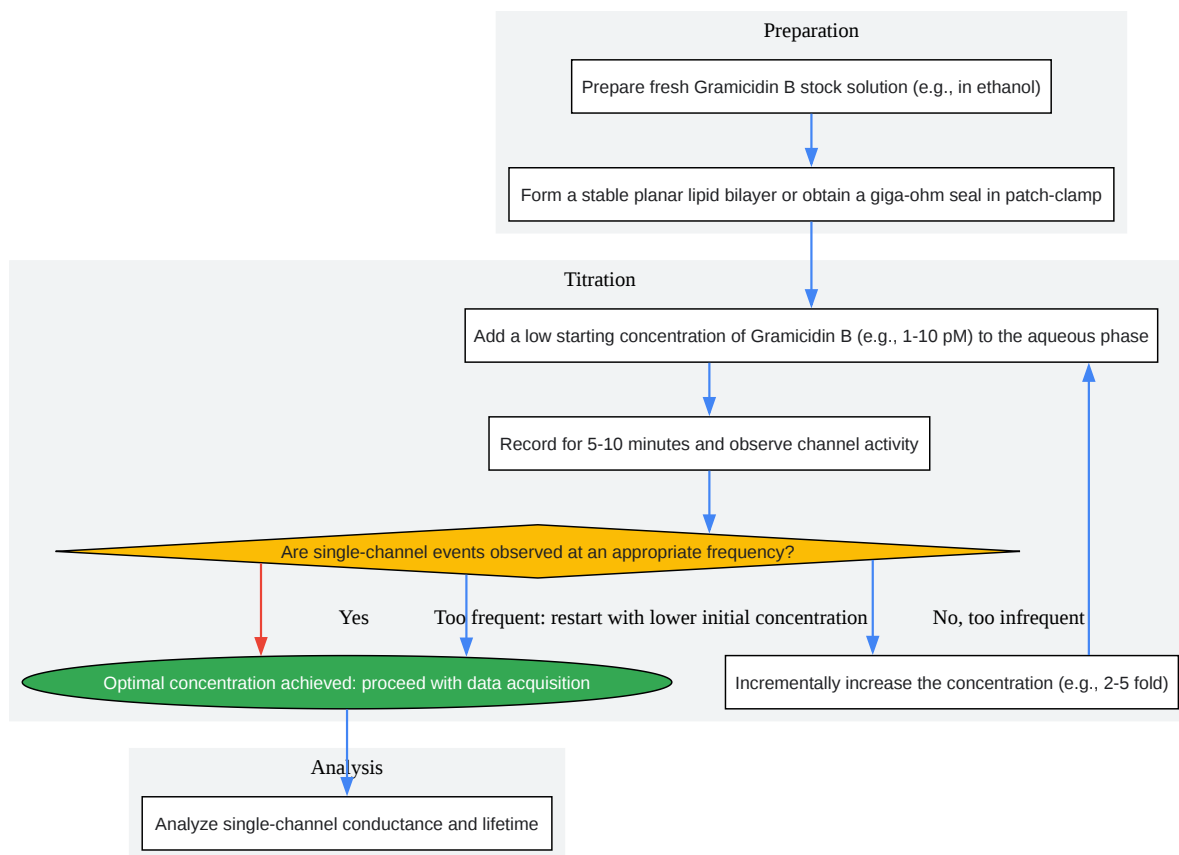 Preparation
Prepare fresh Gramicidin B stock solution (e.g., in ethanol)
Form a stable planar lipid bilayer or obtain a giga-ohm seal in patch-clamp
Titration
Add a low starting concentration of Gramicidin B (e.g., 1-10 pM) to the aqueous phase
Record for 5-10 minutes and observe channel activity
Are single-channel events observed at an appropriate frequency?
Yes
Too frequent: restart with lower initial concentration
No, too infrequent
Optimal concentration achieved: proceed with data acquisition
Incrementally increase the concentration (e.g., 2-5 fold)
Analysis
Analyze single-channel conductance and lifetime